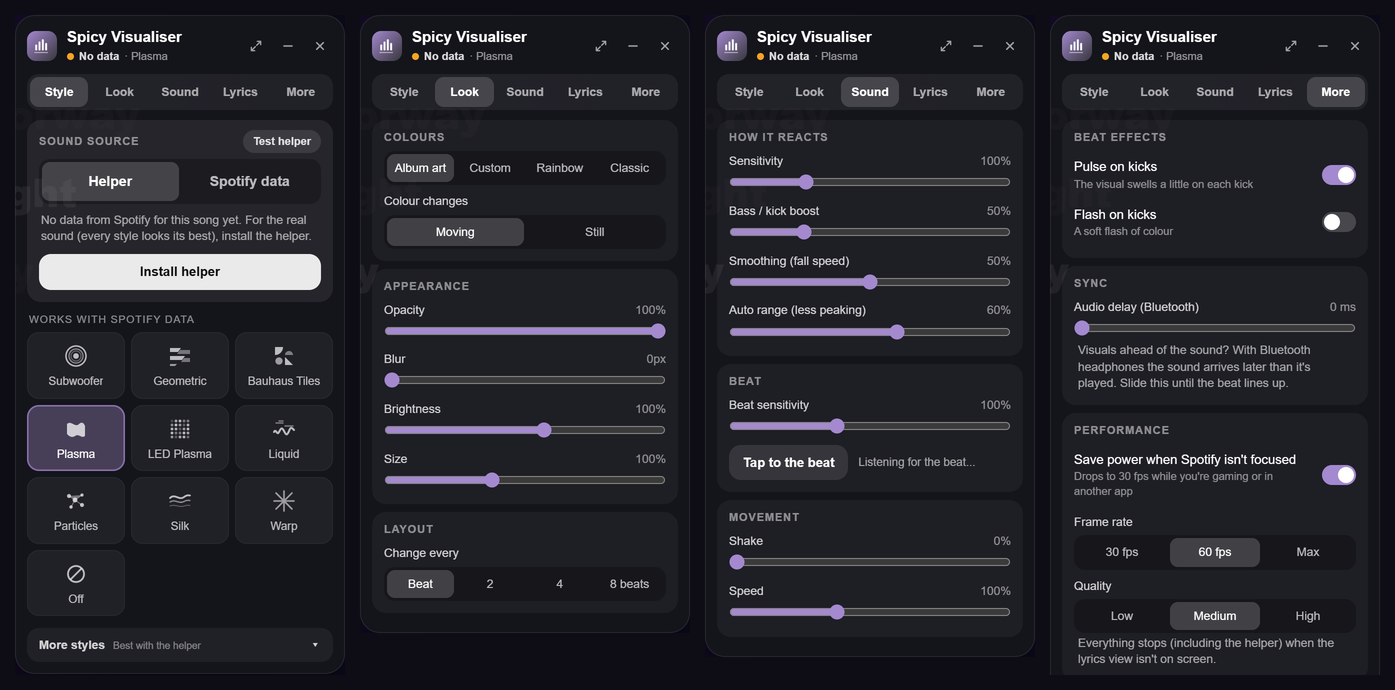 Spicy Visualiser
No data · Plasma
Style
Look
Sound
Lyrics
More
SOUND SOURCE
Test helper
Helper
Spotify data
No data from Spotify for this song yet. For the real
sound (every style looks its best), install the helper.
Install helper
WORKS WITH SPOTIFY DATA
Subwoofer
Geometric
Bauhaus Tiles
Plasma
LED Plasma
Liquid
Particles
Silk
Warp
Off
More styles Best with the helper
Spicy Visualiser
No data · Plasma
Style
Look
Sound
Lyrics
More
COLOURS
Album art
Custom
Rainbow
Classic
Colour changes
Moving
Still
APPEARANCE
Opacity 100%
Blur 0px
Brightness 100%
Size 100%
LAYOUT
Change every
Beat
2
4
8 beats
Spicy Visualiser
No data · Plasma
Style
Look
Sound
Lyrics
More
HOW IT REACTS
Sensitivity 100%
Bass / kick boost 50%
Smoothing (fall speed) 50%
Auto range (less peaking) 60%
BEAT
Beat sensitivity 100%
Tap to the beat
Listening for the beat...
MOVEMENT
Shake 0%
Speed 100%
Spicy Visualiser
No data · Plasma
Style
Look
Sound
Lyrics
More
BEAT EFFECTS
Pulse on kicks
The visual swells a little on each kick
Flash on kicks
A soft flash of colour
SYNC
Audio delay (Bluetooth) 0 ms
Visuals ahead of the sound? With Bluetooth
headphones the sound arrives later than it's
played. Slide this until the beat lines up.
PERFORMANCE
Save power when Spotify isn't focused
Drops to 30 fps while you're gaming or in
another app
Frame rate
30 fps
60 fps
Max
Quality
Low
Medium
High
Everything stops (including the helper) when the
lyrics view isn't on screen.